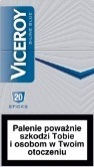 VICEROY
20
Palenie poważnie
szkodzi Tobie
i osobom w Twoim
otoczeniu